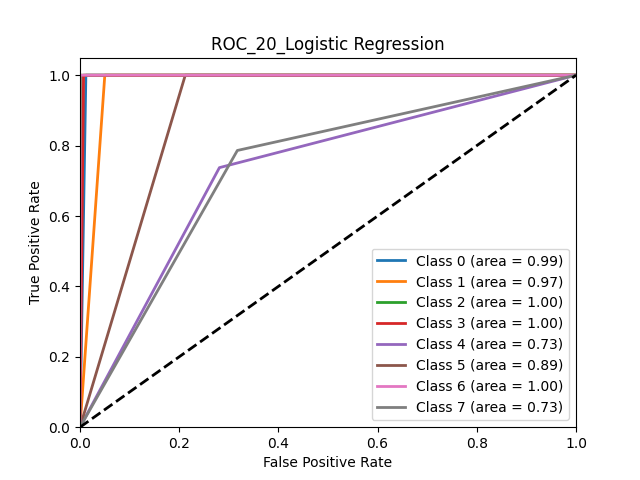 ROC_20_Logistic Regression
True Positive Rate
1.0
0.8
0.6
0.4
0.2
0.0
Class 0 (area = 0.99)
Class 1 (area = 0.97)
Class 2 (area = 1.00)
Class 3 (area = 1.00)
Class 4 (area = 0.73)
Class 5 (area = 0.89)
Class 6 (area = 1.00)
Class 7 (area = 0.73)
0.0 0.2 0.4 0.6 0.8 1.0
False Positive Rate